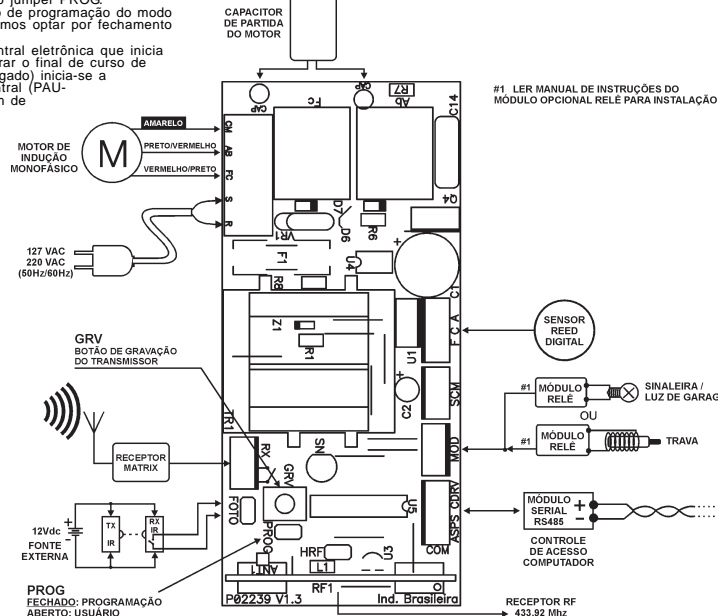 jumper PROG.
de programação do modo
mos optar por fechamento
ntral eletrônica que inicia
rar o final de curso de
gado) inicia-se a
ntral (PAU-
m de
CAPACITOR
DE PARTIDA
DO MOTOR
#1 LER MANUAL DE INSTRUÇÕES DO
MÓDULO OPCIONAL RELÊ PARA INSTALAÇÃO
CAP
FC
CAP
Ab
R7
C14
MOTOR DE
INDUÇÃO
MONOFÁSICO
M
AMARELO
PRETO/VERMELHO
VERMELHO/PRETO
CM
AB
FC
S
R
127 VAC
220 VAC
(50Hz/60Hz)
VR1
D7
D6
R6
Q4
F1
U4
R8
C1
Z1
R1
U1
F C A
C2
SCM
TR1
SENSOR
REED
DIGITAL
GRV
BOTÃO DE GRAVAÇÃO
DO TRANSMISSOR
#1
MÓDULO
RELÊ
SINALEIRA /
LUZ DE GARAG
OU
#1
MÓDULO
RELÊ
TRAVA
RECEPTOR
MATRIX
RX
GRV
SN
MOD
FOTO
U5
CDRV
ASPS
COM
MÓDULO
SERIAL
RS485
+
-
CONTROLE
DE ACESSO
COMPUTADOR
12Vdc
+
-
FONTE
EXTERNA
TX
IR
RX
IR
PROG
HRF
U3
L1
ANT1
RF1
PROG
FECHADO: PROGRAMAÇÃO
ABERTO: USUÁRIO
P02239 V1.3
Ind. Brasileira
RECEPTOR RF
433.92 Mhz